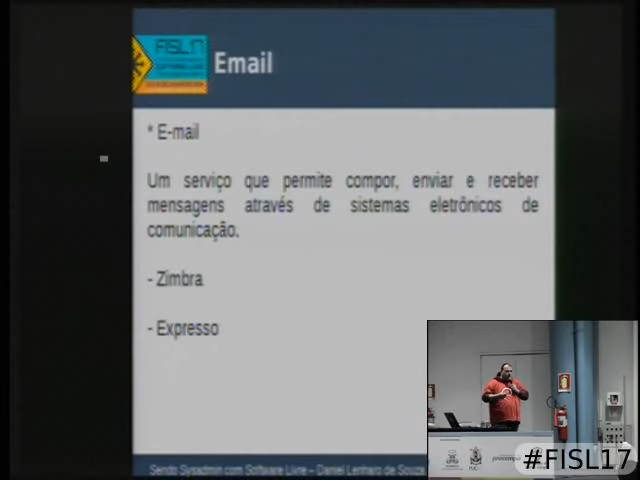 FISL17
Email
* E-mail
Um serviço que permite compor, enviar e receber
mensagens através de sistemas eletrônicos de
comunicação.
- Zimbra
- Expresso
Sendo Sysadmin com Software Livre – Daniel Lenharo de Souza
#FISL17